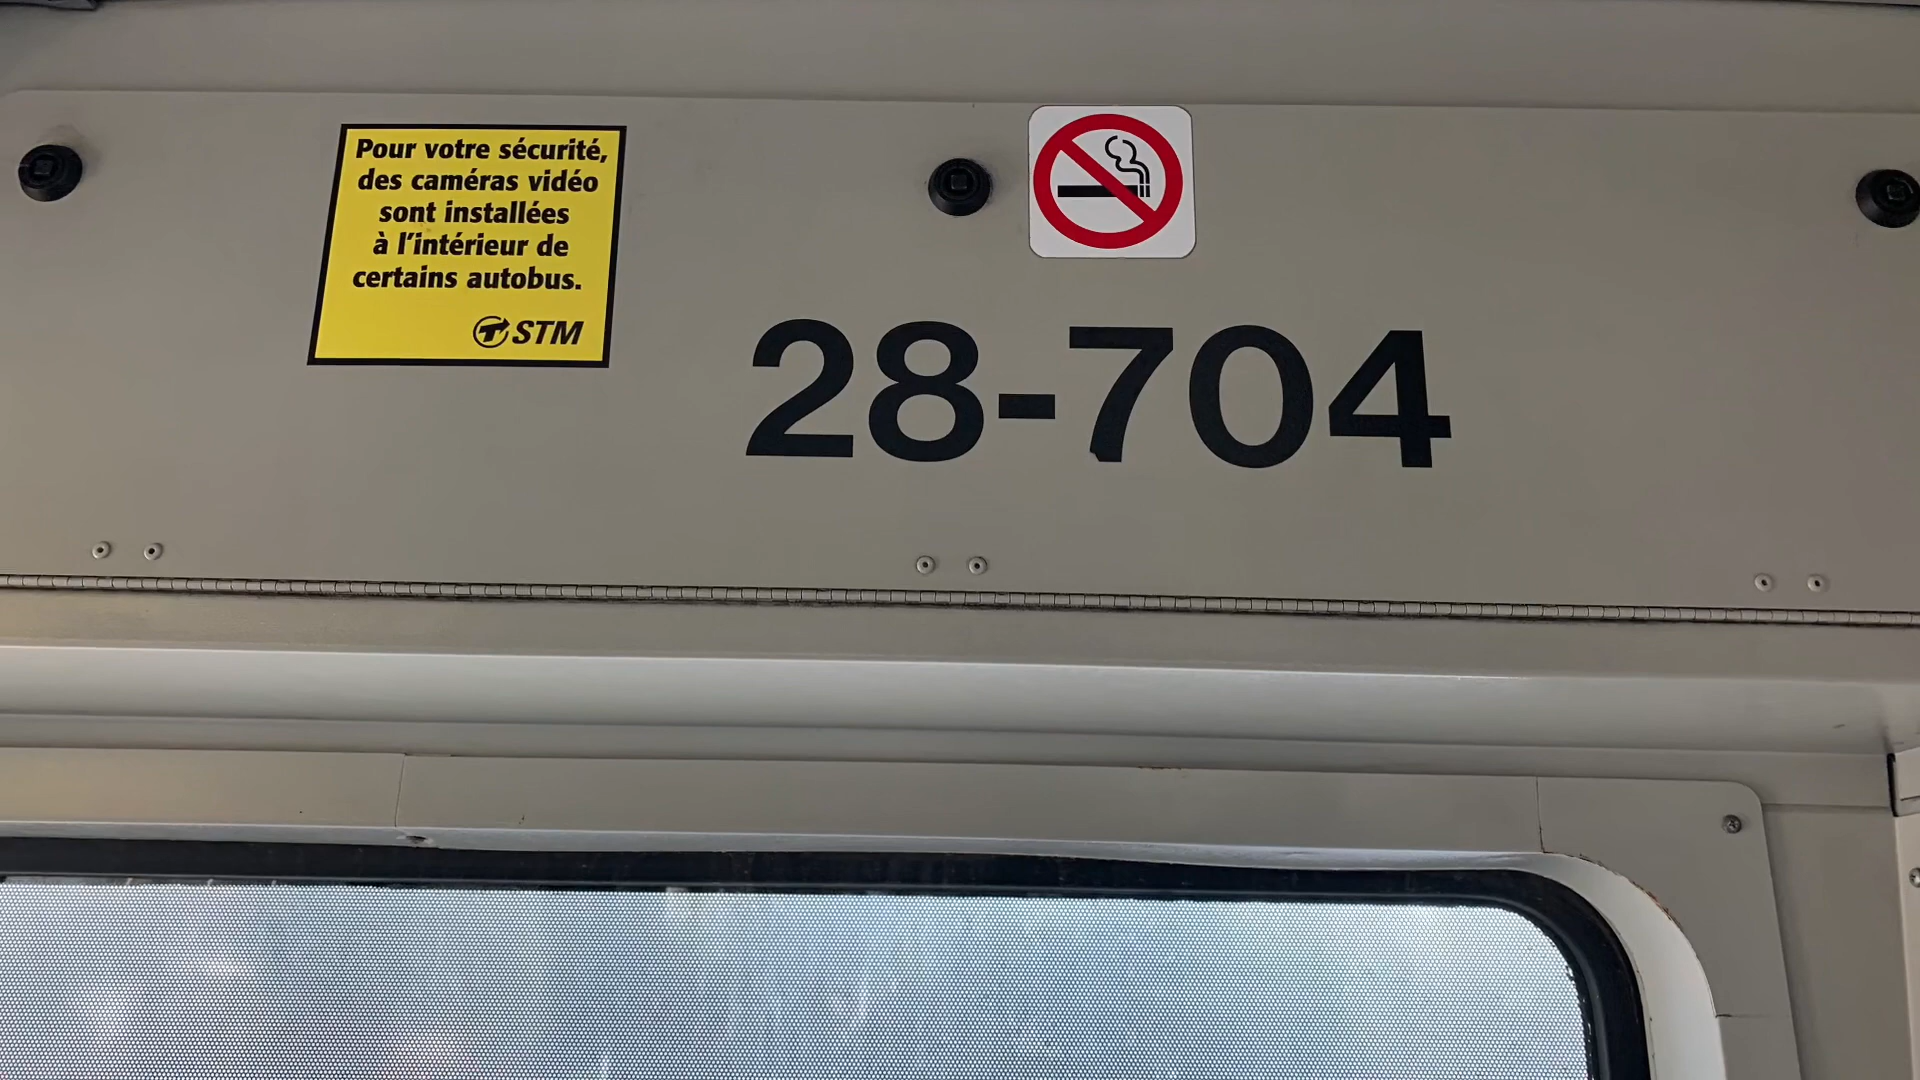 Pour votre sécurité,
des caméras vidéo
sont installées
à l'intérieur de
certains autobus.
STM
28-704